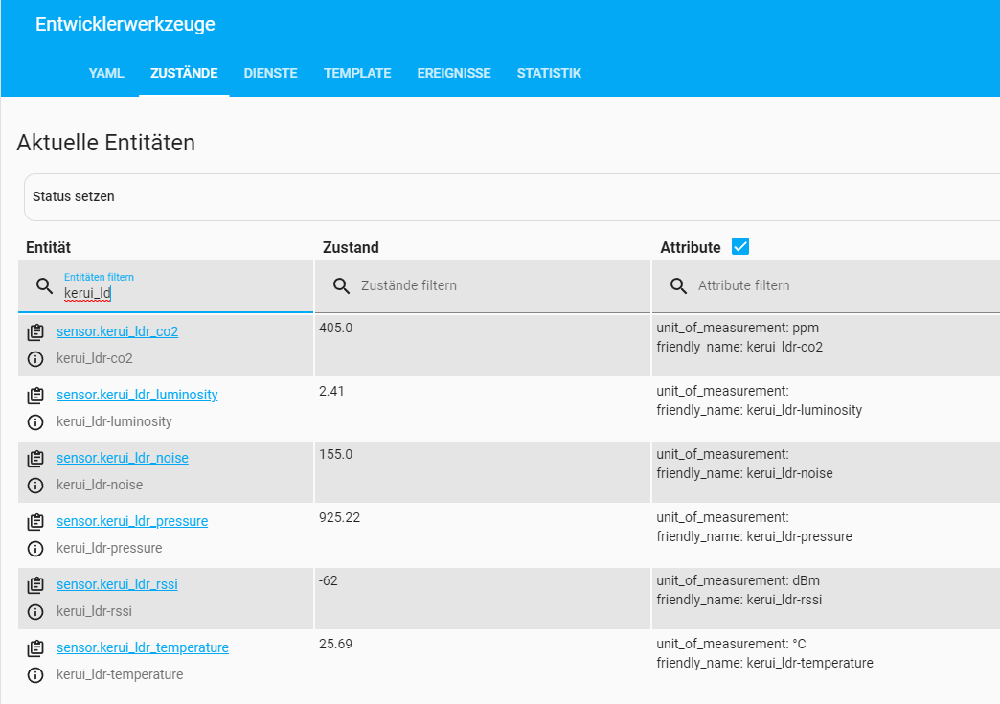 Entwicklerwerkzeuge
YAML ZUSTÄNDE DIENSTE TEMPLATE EREIGNISSE STATISTIK
Aktuelle Entitäten
Status setzen
Entität Zustand Attribute
Entitäten filtern
kerui_ld Zustände filtern Attribute filtern
sensor.kerui_ldr_co2 405.0 unit_of_measurement: ppm
kerui_ldr-co2 friendly_name: kerui_ldr-co2
sensor.kerui_ldr_luminosity 2.41 unit_of_measurement:
kerui_ldr-luminosity friendly_name: kerui_ldr-luminosity
sensor.kerui_ldr_noise 155.0 unit_of_measurement:
kerui_ldr-noise friendly_name: kerui_ldr-noise
sensor.kerui_ldr_pressure 925.22 unit_of_measurement:
kerui_ldr-pressure friendly_name: kerui_ldr-pressure
sensor.kerui_ldr_rssi -62 unit_of_measurement: dBm
kerui_ldr-rssi friendly_name: kerui_ldr-rssi
sensor.kerui_ldr_temperature 25.69 unit_of_measurement: °C
kerui_ldr-temperature friendly_name: kerui_ldr-temperature